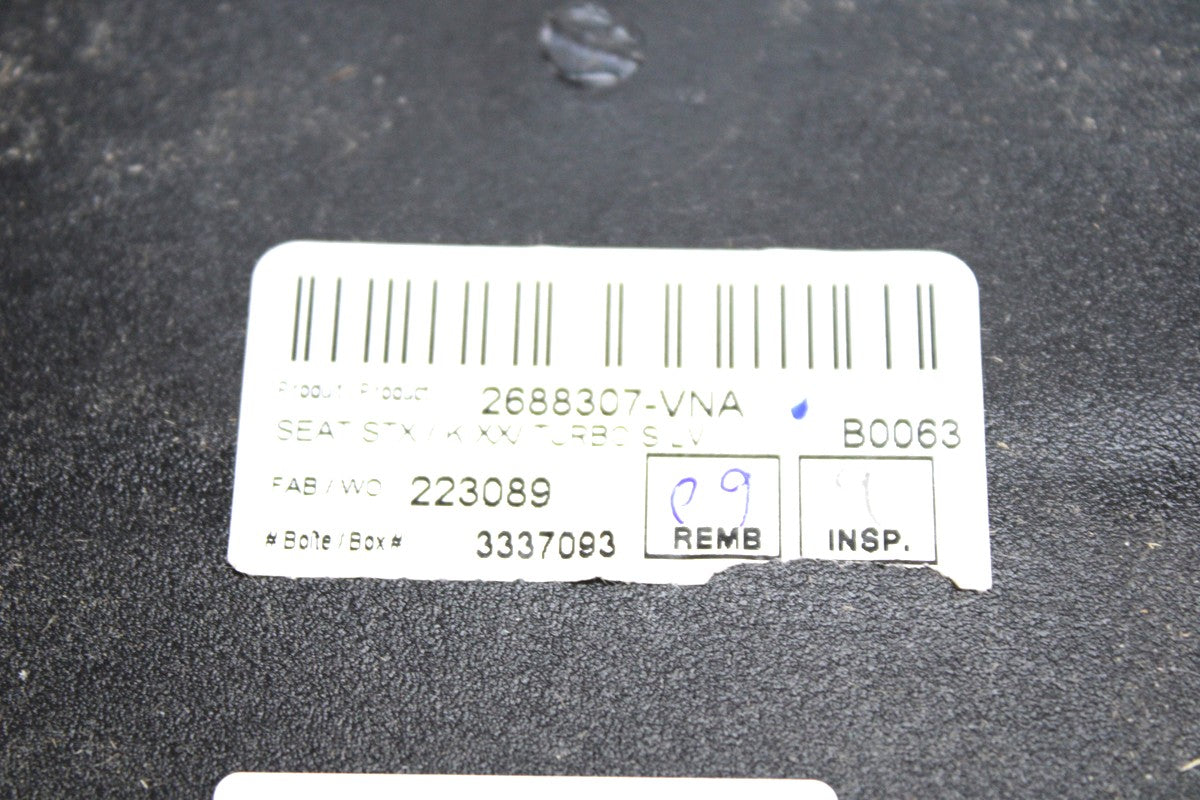 Produit / Product 2688307-VNA
SEAT STX / K XX/ TURBO S LV B0063
FAB / WO 223089 09
REMB INSP.
# Boîte / Box # 3337093